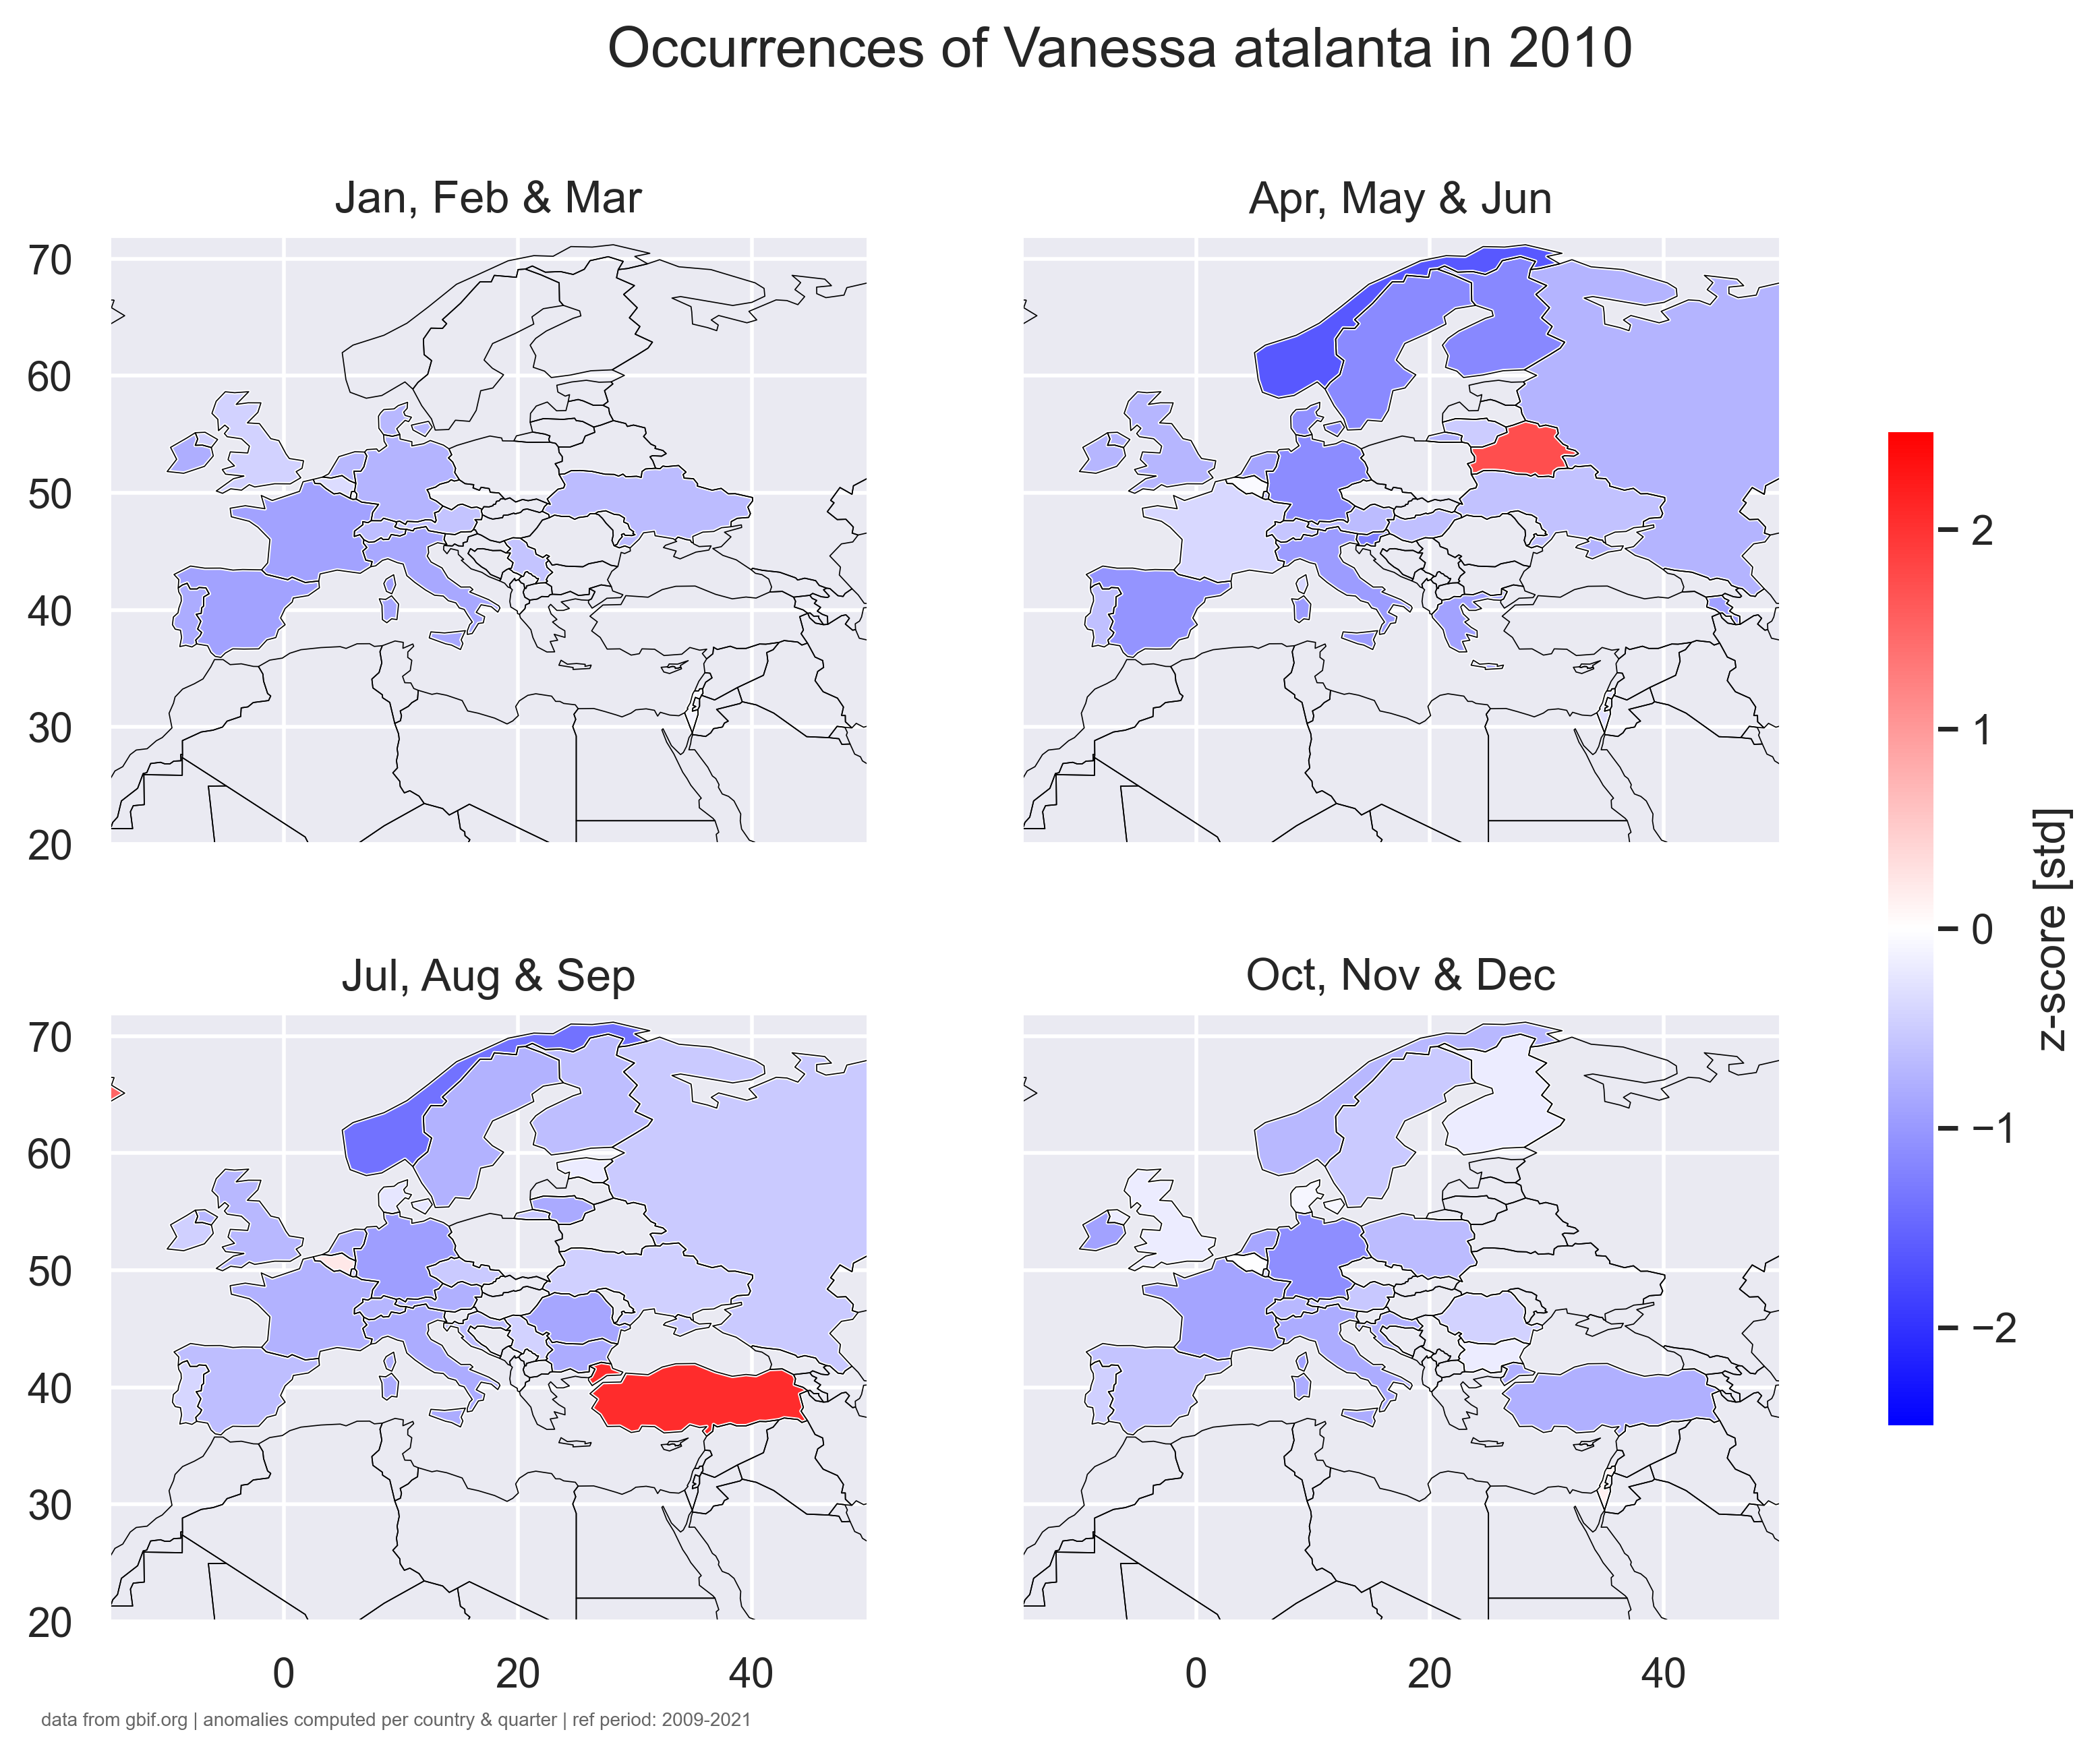 Occurrences of Vanessa atalanta in 2010
Jan, Feb & Mar
Apr, May & Jun
70
60
50
40
30
20
2
1
0
−1
−2
z-score [std]
Jul, Aug & Sep
Oct, Nov & Dec
70
60
50
40
30
20
0 20 40
0 20 40
data from gbif.org | anomalies computed per country & quarter | ref period: 2009-2021